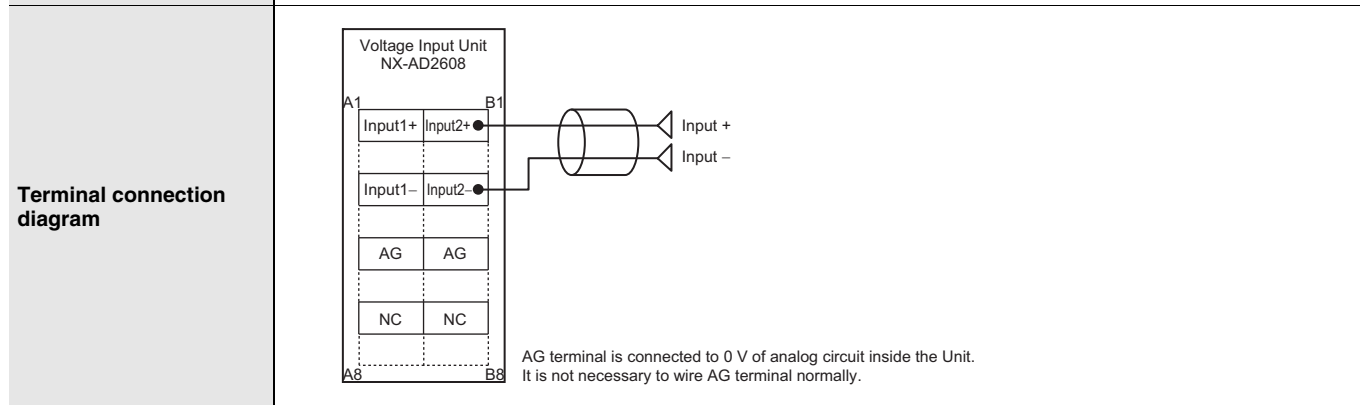 Terminal connection
diagram
Voltage Input Unit
NX-AD2608
A1 B1
Input1+ Input2+ Input +
Input –
Input1– Input2–
AG AG
NC NC
A8 B8
AG terminal is connected to 0 V of analog circuit inside the Unit.
It is not necessary to wire AG terminal normally.